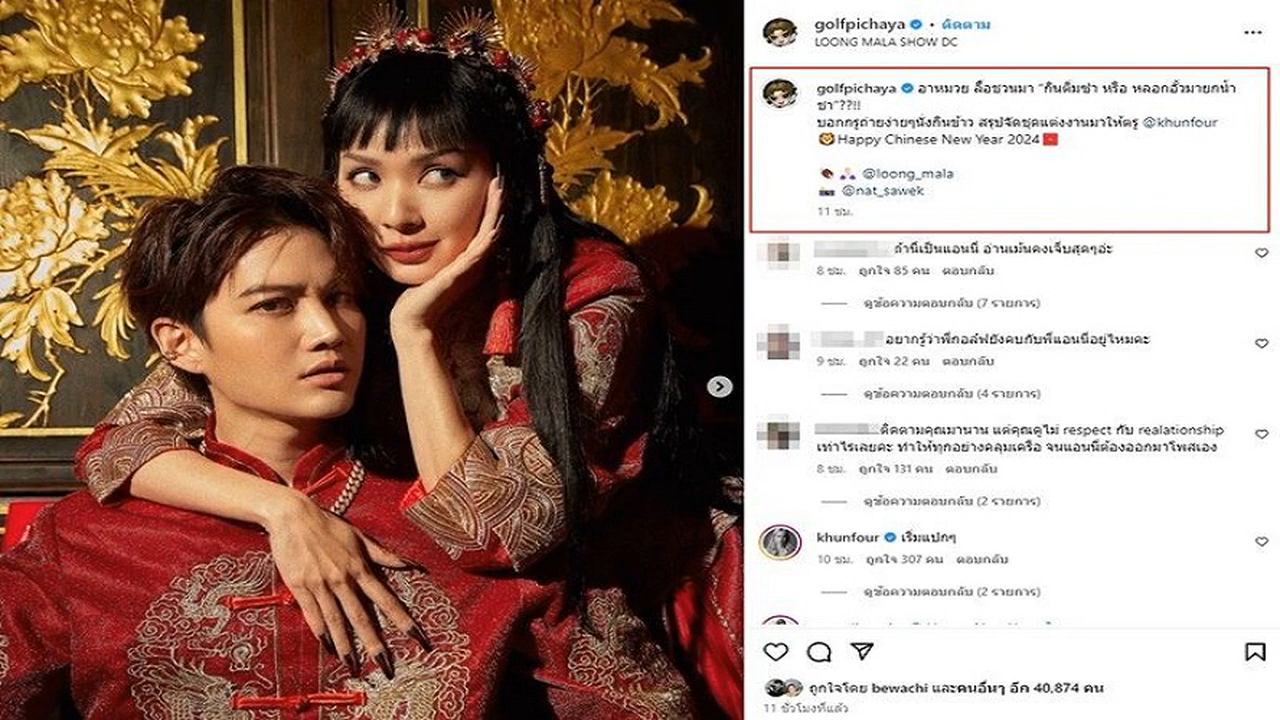 golfpichaya • ติดตาม
LOONG MALA SHOW DC
golfpichaya อาหมวย ลื้อชวนมา "กินติ่มซำ หรือ หลอกอั๊วมายกน้ำ
ชา"??!!
บอกกรูถ่ายง่ายๆนั่งกินข้าว สรุปจัดชุดแต่งงานมาให้ตรู @khunfour
🐯Happy Chinese New Year 2024🧧
@loong_mala
📸 @nat_sawek
11 ชม.
ถ้านี่เป็นแอนนี่ อ่านเม้นคงเจ็บสุดๆอ่ะ
8 ชม. ถูกใจ 85 คน ตอบกลับ
ดูข้อความตอบกลับ (7 รายการ)
อยากรู้ว่าพี่กอล์ฟยังคบกับพี่แอนนี่อยู่ไหมคะ
9 ชม. ถูกใจ 22 คน ตอบกลับ
ดูข้อความตอบกลับ (4 รายการ)
ติดตามคุณมานาน แต่คุณดูไม่ respect กับ realationship
เท่าไรเลยคะ ทำให้ทุกอย่างคลุมเครือ จนแอนนี่ต้องออกมาโพสเอง
8 ชม. ถูกใจ 131 คน ตอบกลับ
ดูข้อความตอบกลับ (2 รายการ)
khunfour เริ่มแปกๆ
10 ชม. ถูกใจ 307 คน ตอบกลับ
ดูข้อความตอบกลับ (2 รายการ)
ถูกใจโดย bewachi และคนอื่นๆ อีก 40,874 คน
11 ชั่วโมงที่แล้ว